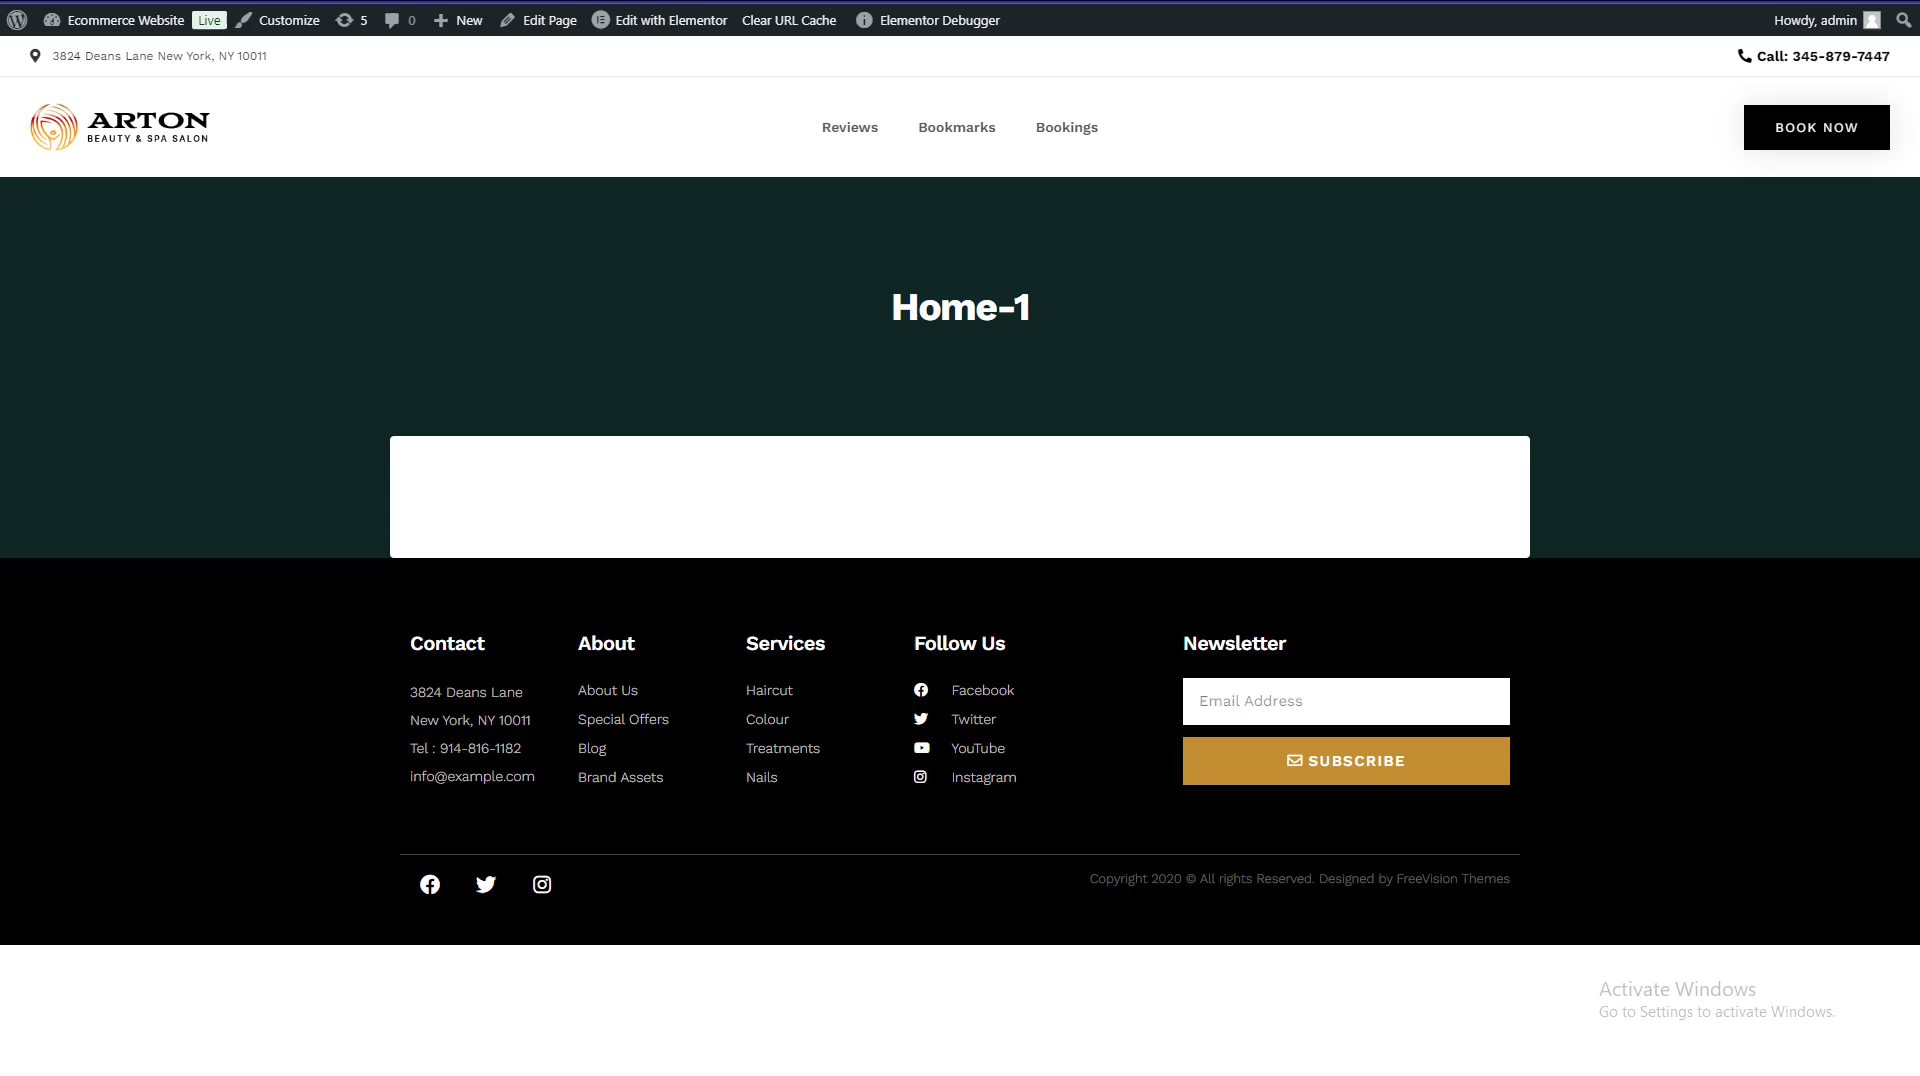 Ecommerce Website Live Customize 5 0 New Edit Page Edit with Elementor Clear URL Cache Elementor Debugger Howdy, admin
3824 Deans Lane New York, NY 10011
Call: 345-879-7447
ARTON
BEAUTY & SPA SALON
Reviews Bookmarks Bookings
BOOK NOW
Home-1
Contact
3824 Deans Lane
New York, NY 10011
Tel : 914-816-1182
info@example.com
About
About Us
Special Offers
Blog
Brand Assets
Services
Haircut
Colour
Treatments
Nails
Follow Us
Facebook
Twitter
YouTube
Instagram
Newsletter
Email Address
SUBSCRIBE
Copyright 2020 © All rights Reserved. Designed by FreeVision Themes
Activate Windows
Go to Settings to activate Windows.